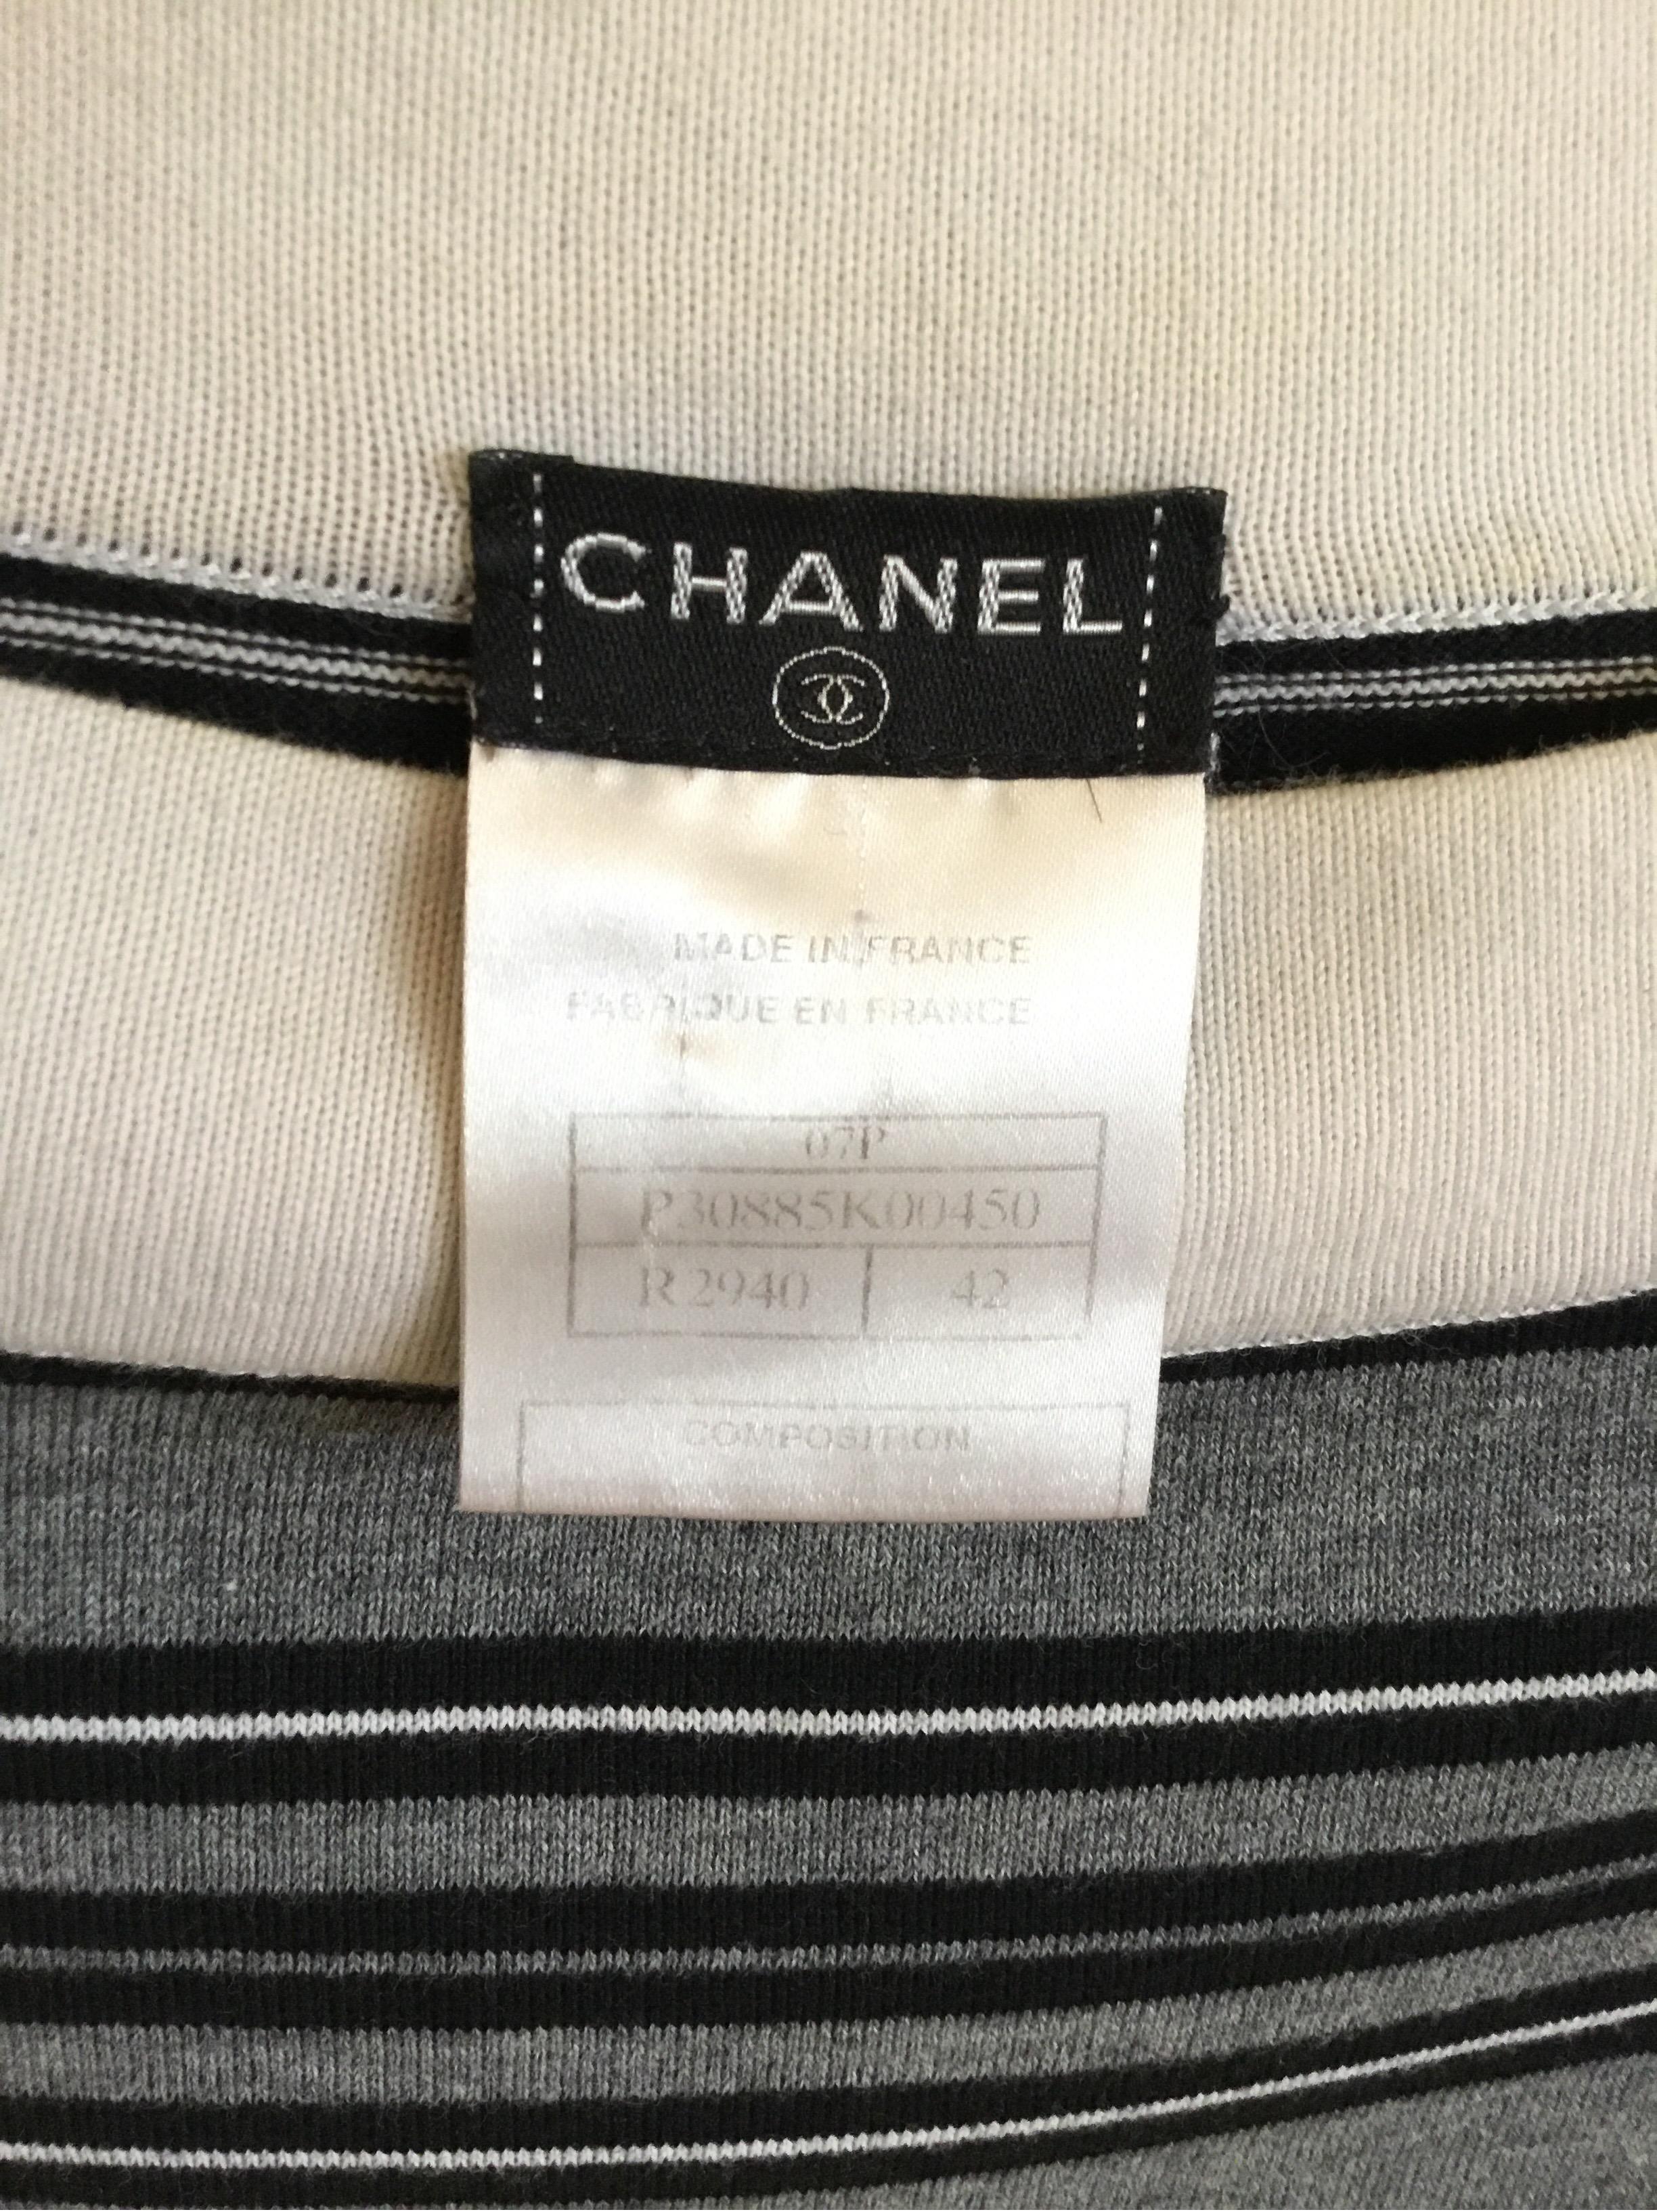 CHANEL
MADE IN FRANCE
FABRIQUE EN FRANCE
07P
P30885K00450
R2940 42
COMPOSITION